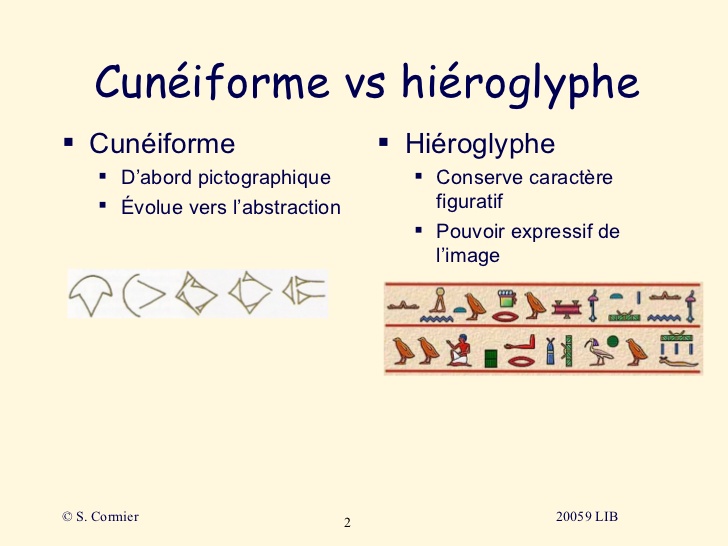 Cunéiforme vs hiéroglyphe
▪ Cunéiforme
▪ D’abord pictographique
▪ Évolue vers l’abstraction
▪ Hiéroglyphe
▪ Conserve caractère
figuratif
▪ Pouvoir expressif de
l’image
© S. Cormier
2
20059 LIB